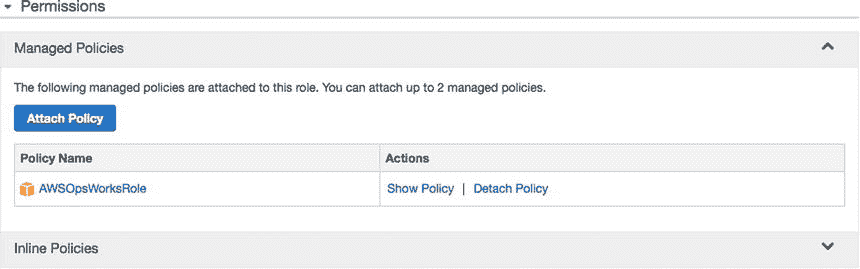 Permissions
Managed Policies
The following managed policies are attached to this role. You can attach up to 2 managed policies.
Attach Policy
Policy Name Actions
AWSOpsWorksRole Show Policy | Detach Policy
Inline Policies